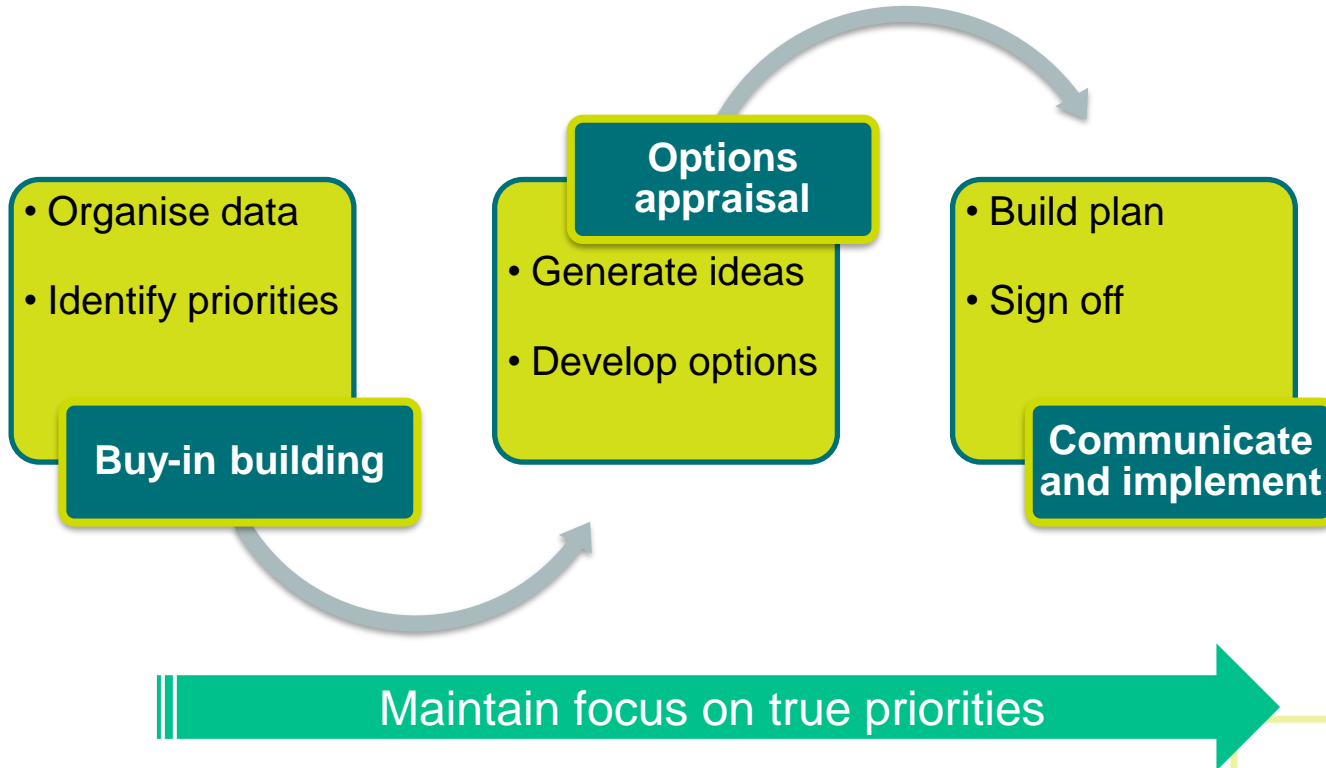 • Organise data
• Identify priorities
Buy-in building
Options
appraisal
• Generate ideas
• Develop options
• Build plan
• Sign off
Communicate
and implement
Maintain focus on true priorities